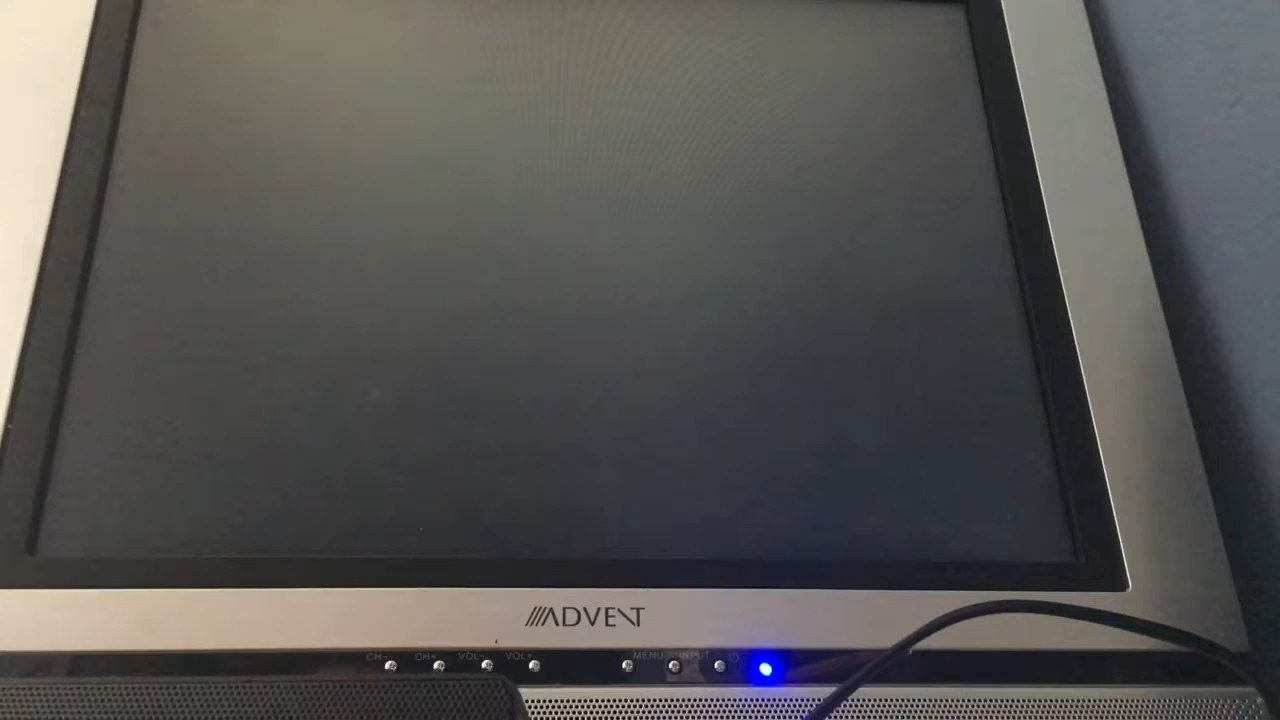 ADVENT
CH- CH+ VOL- VOL+ MENU INPUT